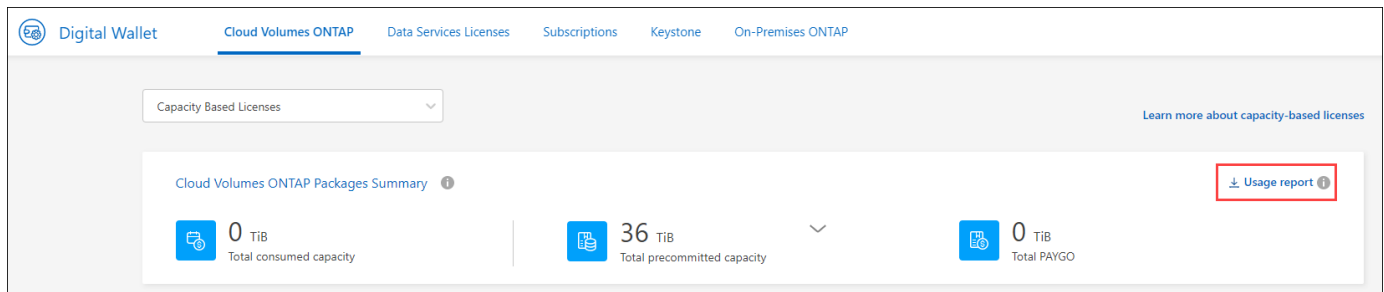 Digital Wallet Cloud Volumes ONTAP Data Services Licenses Subscriptions Keystone On-Premises ONTAP
Capacity Based Licenses
Learn more about capacity-based licenses
Cloud Volumes ONTAP Packages Summary
Usage report
0 TiB
Total consumed capacity
36 TiB
Total precommitted capacity
0 TiB
Total PAYGO